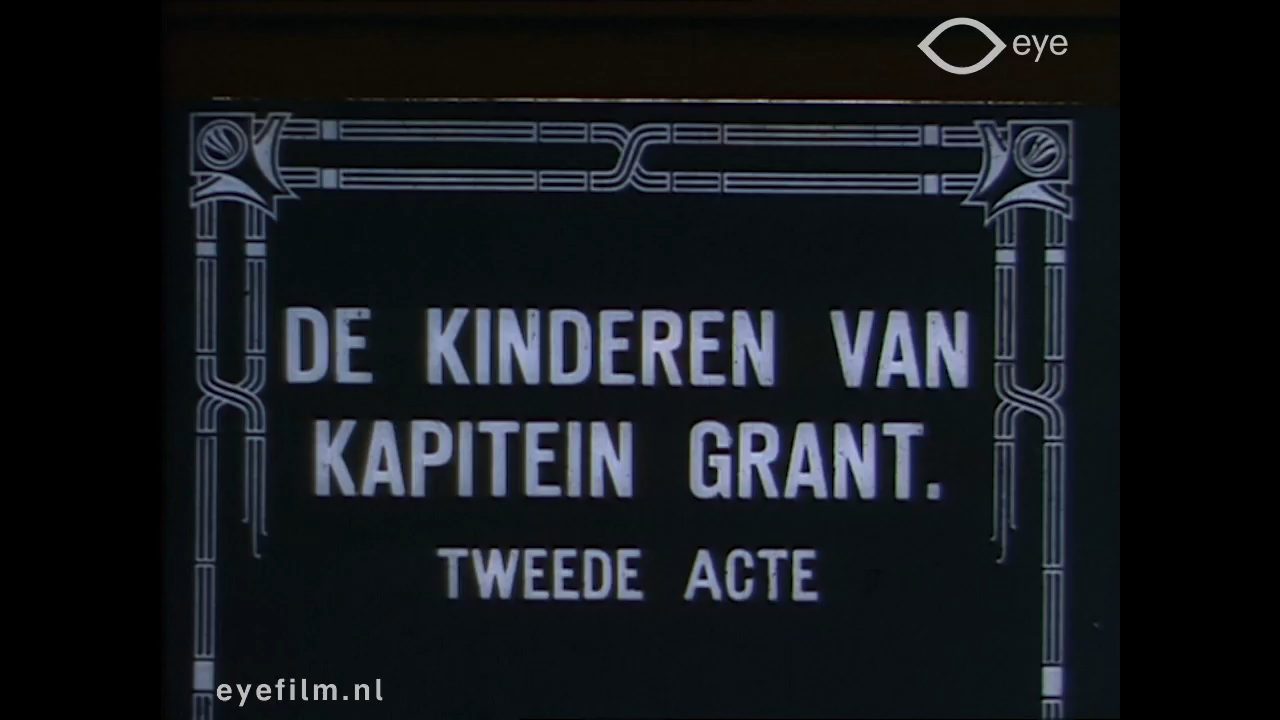 eye
DE KINDEREN VAN
KAPITEIN GRANT.
TWEEDE ACTE
eyefilm.nl